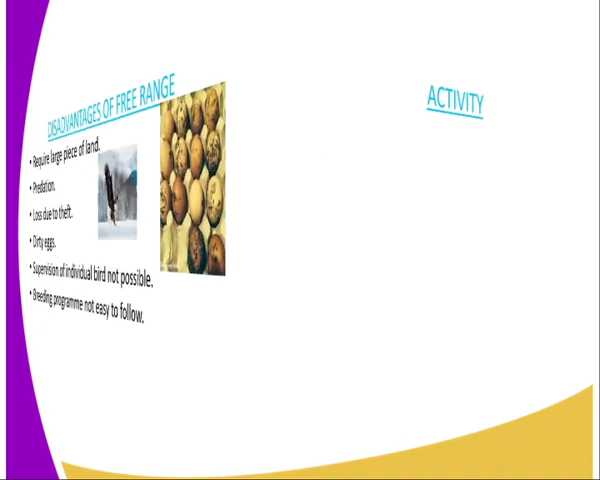 DISADVANTAGES OF FREE RANGE
• Require large piece of land.
• Predation.
• Loss due to theft.
• Dirty eggs.
• Supervision of individual bird not possible.
• Breeding programme not easy to follow.
ACTIVITY